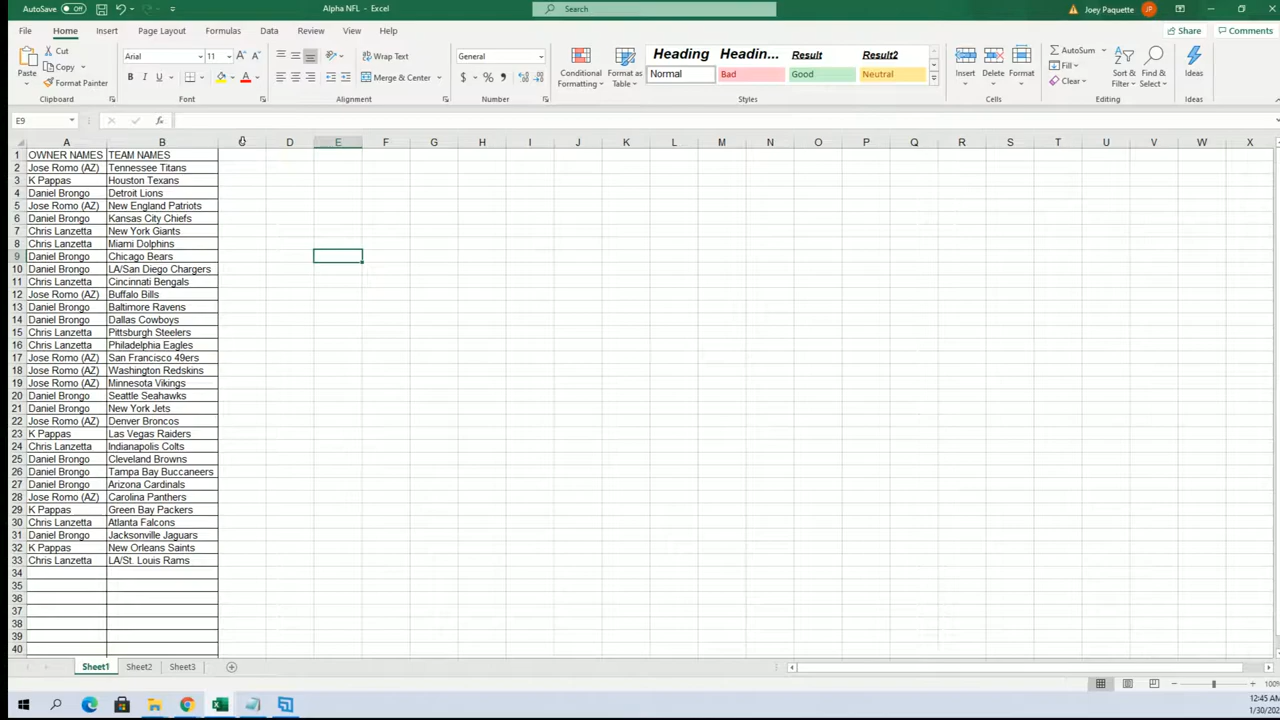 AutoSave Off
Alpha NFL - Excel
Search
Joey Paquette JP
File Home Insert Page Layout Formulas Data Review View Help
Share Comments
Paste
Cut
Copy
Format Painter
Clipboard
Arial 11
B I U
Font
Wrap Text
Merge & Center
Alignment
General
$ % 9
Number
Conditional Formatting
Format as Table
Heading Headin... Result Result2
Normal Bad Good Neutral
Styles
Insert Delete Format
Cells
AutoSum
Fill
Clear
Sort & Filter
Find & Select
Editing
Ideas
Ideas
E9 fx
A B C D E F G H I J K L M N O P Q R S T U V W X
1 OWNER NAMES TEAM NAMES
2 Jose Romo (AZ) Tennessee Titans
3 K Pappas Houston Texans
4 Daniel Brongo Detroit Lions
5 Jose Romo (AZ) New England Patriots
6 Daniel Brongo Kansas City Chiefs
7 Chris Lanzetta New York Giants
8 Chris Lanzetta Miami Dolphins
9 Daniel Brongo Chicago Bears
10 Daniel Brongo LA/San Diego Chargers
11 Chris Lanzetta Cincinnati Bengals
12 Jose Romo (AZ) Buffalo Bills
13 Daniel Brongo Baltimore Ravens
14 Daniel Brongo Dallas Cowboys
15 Chris Lanzetta Pittsburgh Steelers
16 Chris Lanzetta Philadelphia Eagles
17 Jose Romo (AZ) San Francisco 49ers
18 Jose Romo (AZ) Washington Redskins
19 Jose Romo (AZ) Minnesota Vikings
20 Daniel Brongo Seattle Seahawks
21 Daniel Brongo New York Jets
22 Jose Romo (AZ) Denver Broncos
23 K Pappas Las Vegas Raiders
24 Chris Lanzetta Indianapolis Colts
25 Daniel Brongo Cleveland Browns
26 Daniel Brongo Tampa Bay Buccaneers
27 Daniel Brongo Arizona Cardinals
28 Jose Romo (AZ) Carolina Panthers
29 K Pappas Green Bay Packers
30 Chris Lanzetta Atlanta Falcons
31 Daniel Brongo Jacksonville Jaguars
32 K Pappas New Orleans Saints
33 Chris Lanzetta LA/St. Louis Rams
34
35
36
37
38
39
40
Sheet1 Sheet2 Sheet3
100%
12:45 AM
1/30/202